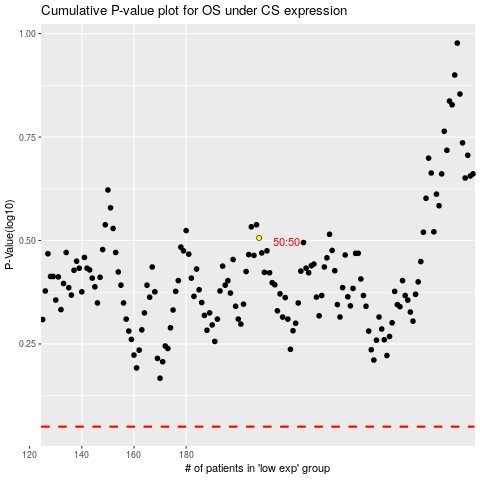 Cumulative P-value plot for OS under CS expression
P-Value(log10)
1.00
0.75
0.50
0.25
50:50
120 140 160 180
# of patients in 'low exp' group